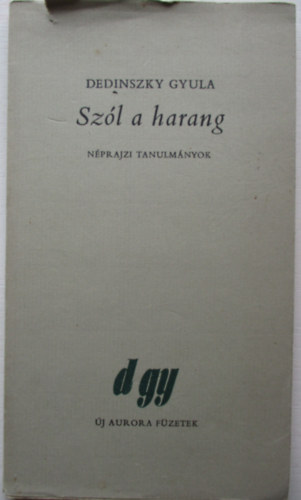 DEDINSZKY GYULA
Szól a harang
NÉPRAJZI TANULMÁNYOK
d gy
ÚJ AURORA FÜZETEK